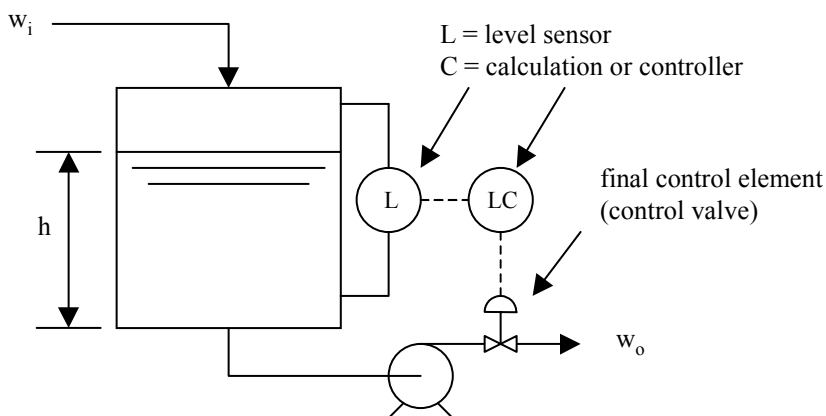 w_i
L = level sensor
C = calculation or controller
h
L
LC
final control element
(control valve)
w_o